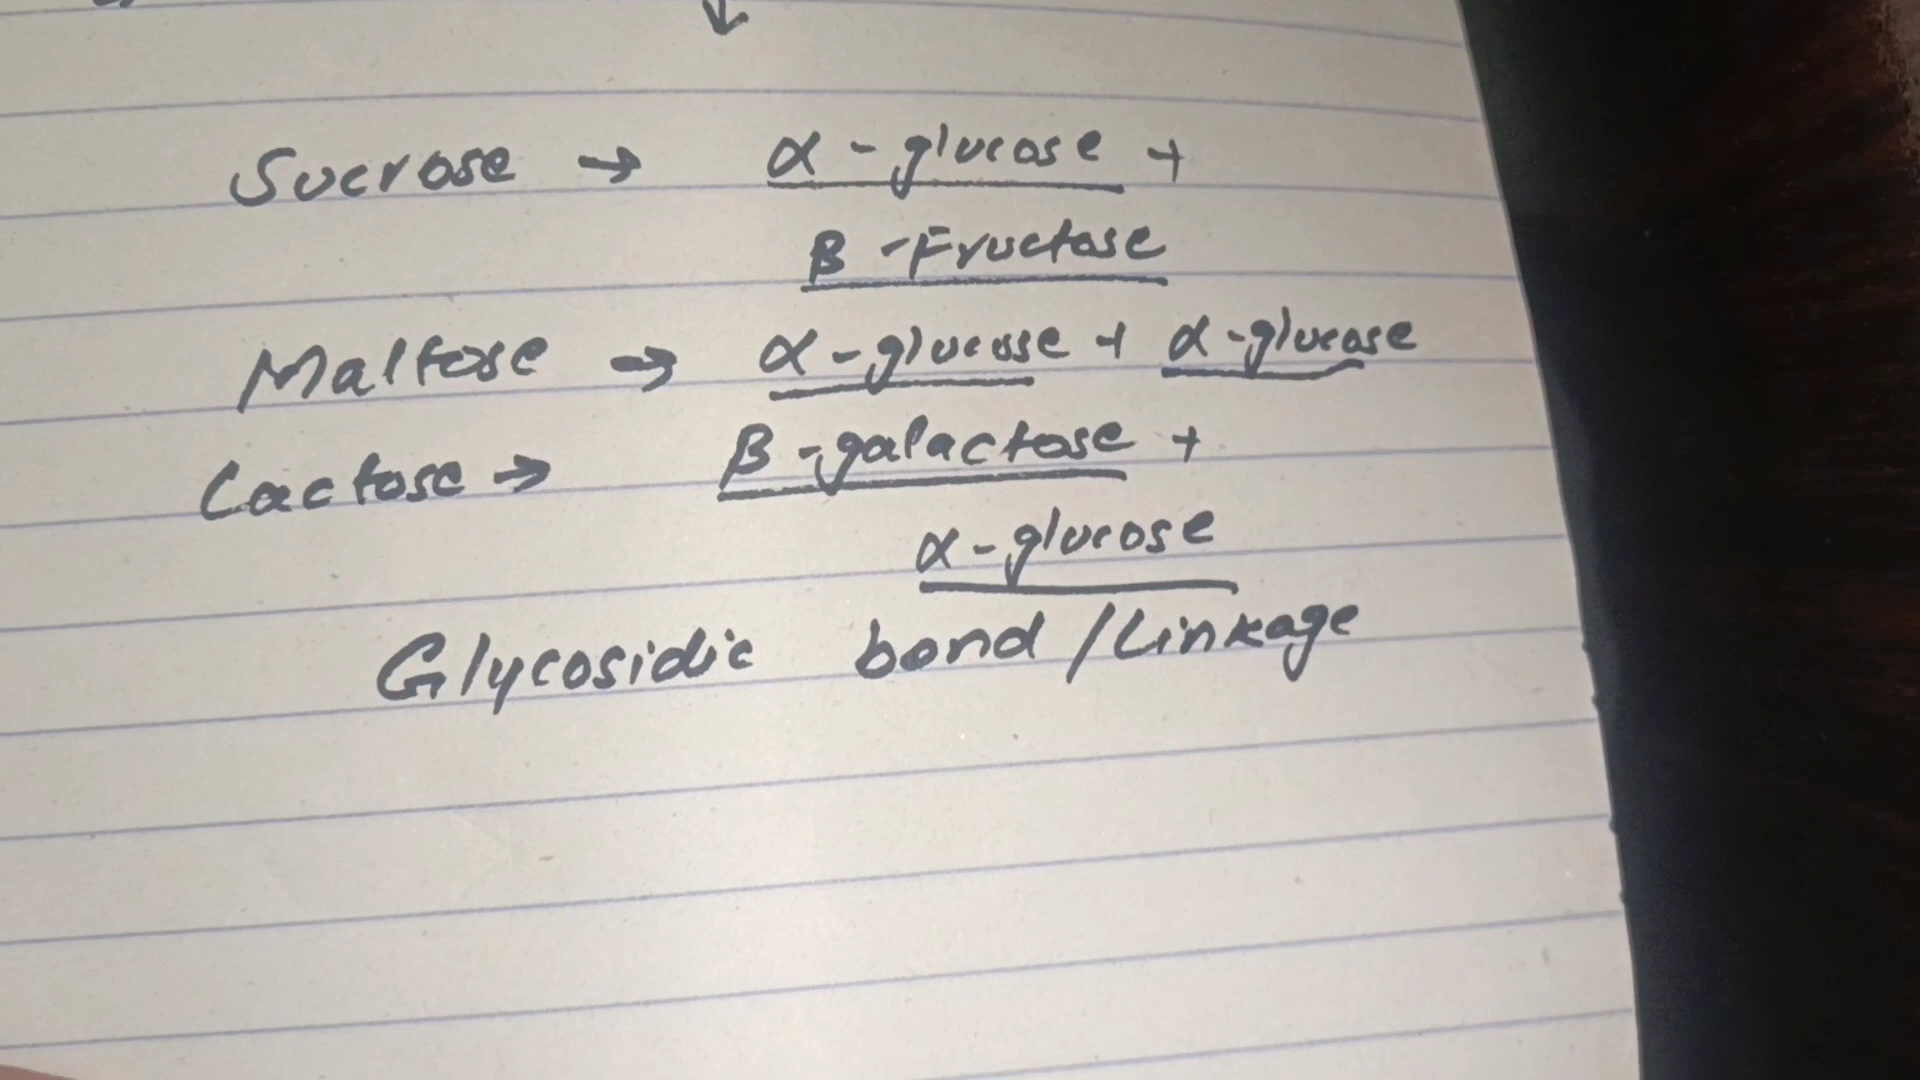 Sucrose → α - glucose +
β - Fructose
Maltose → α - glucose + α - glucose
Lactose → β - galactose +
α - glucose
Glycosidic bond / Linkage